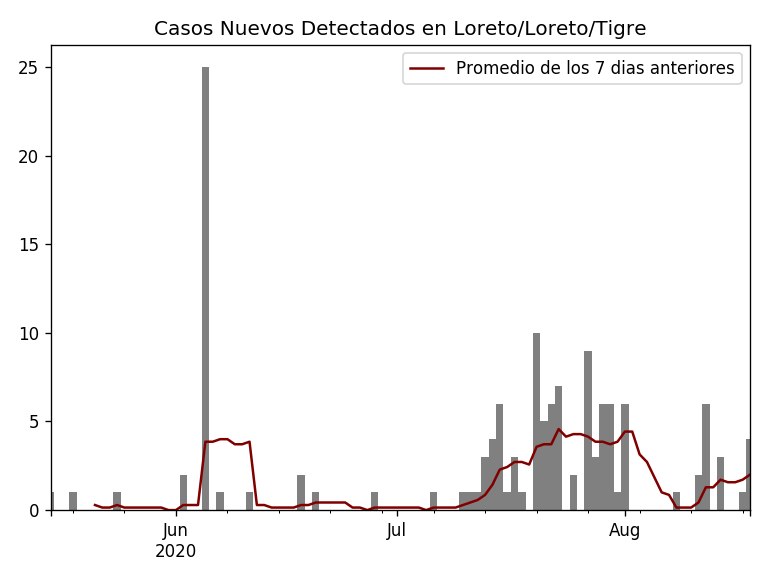 Casos Nuevos Detectados en Loreto/Loreto/Tigre
Promedio de los 7 dias anteriores
25
20
15
10
5
0
Jun
2020
Jul
Aug